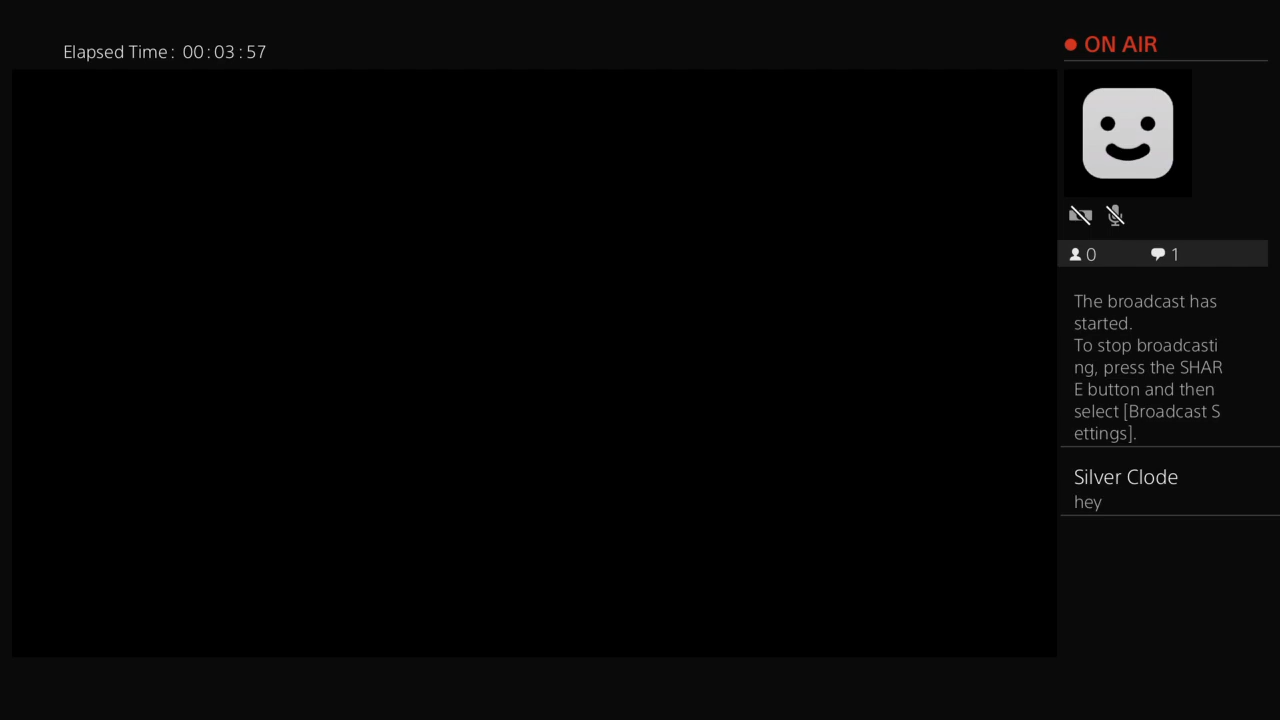 Elapsed Time: 00:03:57
ON AIR
0
1
The broadcast has
started.
To stop broadcasti
ng, press the SHAR
E button and then
select [Broadcast S
ettings].
Silver Clode
hey